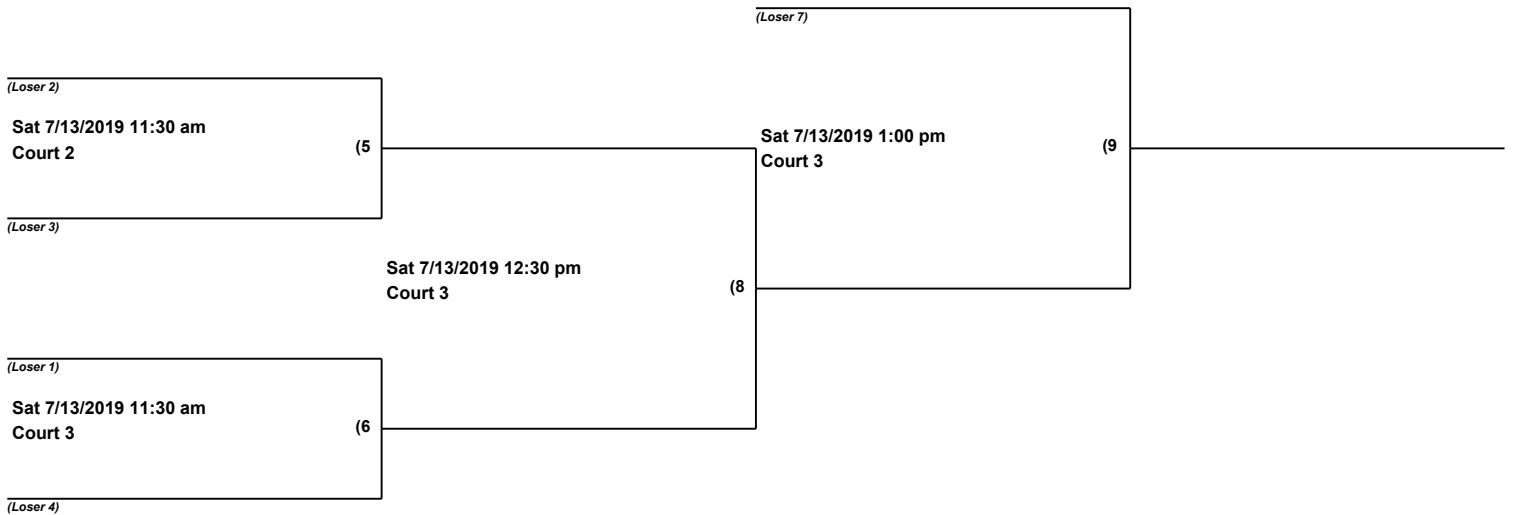 (Loser 7)
(Loser 2)
Sat 7/13/2019 11:30 am
Court 2
(5
Sat 7/13/2019 1:00 pm
Court 3
(9
(Loser 3)
Sat 7/13/2019 12:30 pm
Court 3
(8
(Loser 1)
Sat 7/13/2019 11:30 am
Court 3
(6
(Loser 4)